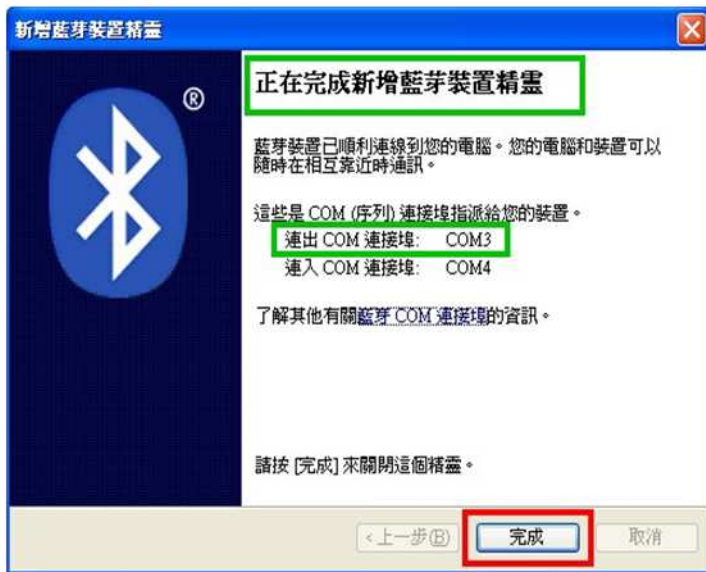 新增藍芽裝置精靈
®
正在完成新增藍芽裝置精靈
藍芽裝置已順利連線到您的電腦。您的電腦和裝置可以
隨時在相互靠近時通訊。
這些是 COM (序列) 連接埠指派給您的裝置。
連出 COM 連接埠: COM3
連入 COM 連接埠: COM4
了解其他有關藍芽 COM 連接埠的資訊。
請按 [完成] 來關閉這個精靈。
<上一步(B) 完成 取消